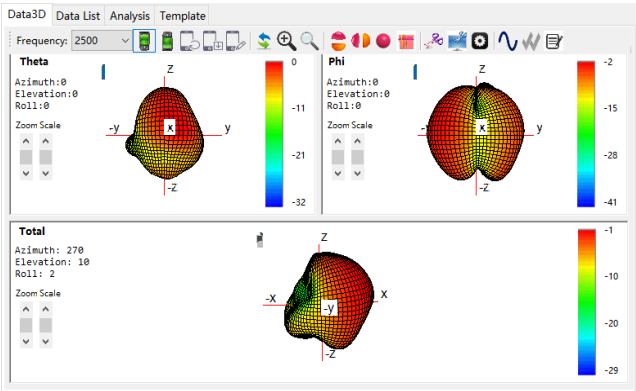 Data3D Data List Analysis Template
Frequency: 2500
Theta
Azimuth:0
Elevation:0
Roll:0
Zoom Scale
Z
-y
x
y
-Z
0
-11
-21
-32
Phi
Azimuth:0
Elevation:0
Roll:0
Zoom Scale
Z
x
y
-Z
-2
-15
-28
-41
Total
Azimuth: 270
Elevation: 10
Roll: 2
Zoom Scale
Z
-X
-y
X
-Z
-1
-10
-20
-29